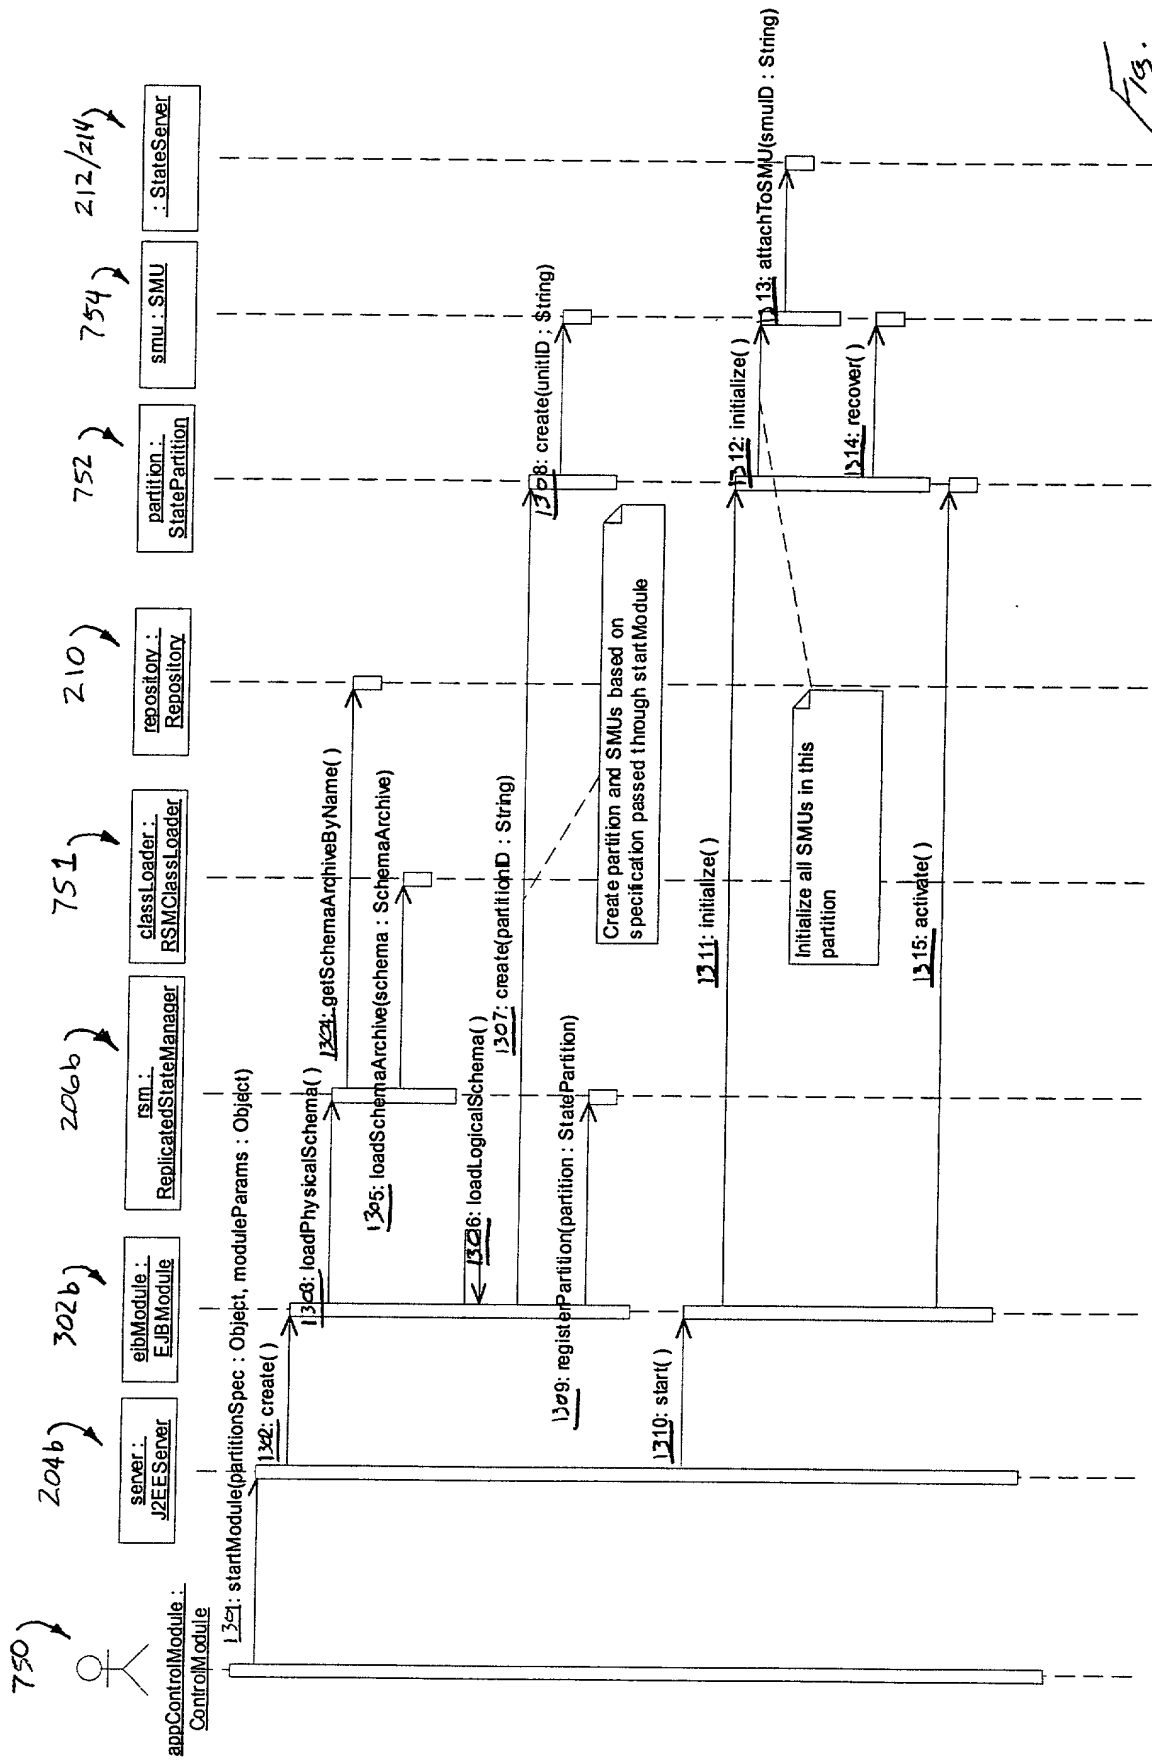 750
204b
302b
206b
751
210
752
754
212/214
appControlModule :
ControlModule
server :
J2EEServer
ejbModule :
EJBModule
rsm :
ReplicatedStateManager
classLoader :
RSMClassLoader
repository :
Repository
partition :
StatePartition
smu : SMU
: StateServer
1301: startModule(partitionSpec : Object, moduleParams : Object)
1302: create( )
1303: loadPhysicalSchema( )
1304: getSchemaArchiveByName( )
1305: loadSchemaArchive(schema : SchemaArchive)
1306: loadLogicalSchema( )
1307: create(partitionID : String)
1308: create(unitID : String)
1309: registerPartition(partition : StatePartition)
Create partition and SMUs based on
specification passed through startModule
1310: start( )
1311: initialize( )
1312: initialize( )
1313: attachToSMU(smuID : String)
Initialize all SMUs in this
partition
1314: recover( )
1315: activate( )
Fig.